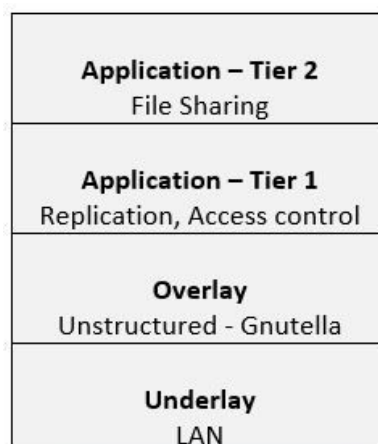 Application – Tier 2
File Sharing
Application – Tier 1
Replication, Access control
Overlay
Unstructured - Gnutella
Underlay
LAN